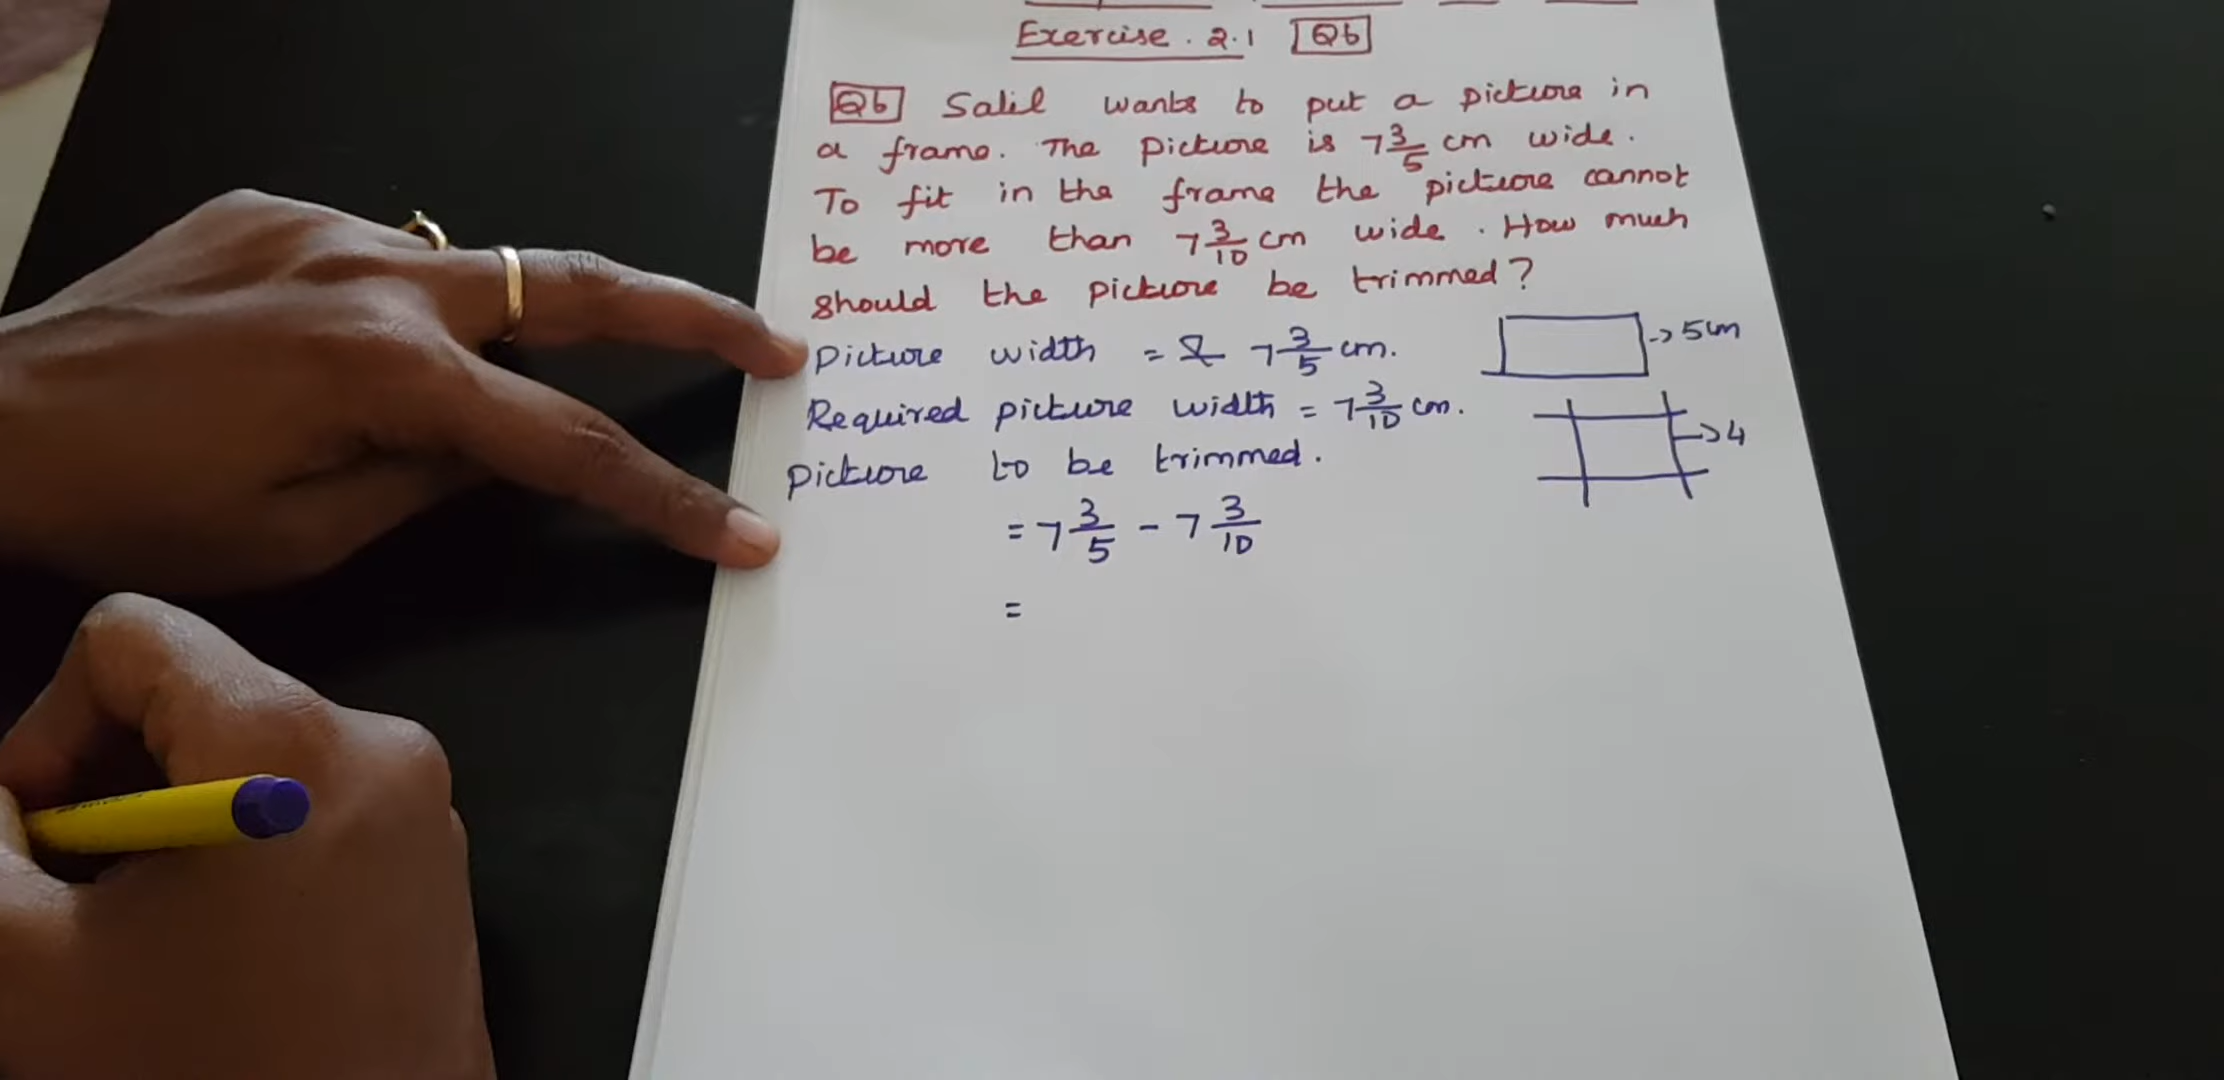 Exercise. 2.1 Q6
Q6 Salil wants to put a picture in
a frame. The picture is 7 3/5 cm wide.
To fit in the frame the picture cannot
be more than 7 3/10 cm wide. How much
should the picture be trimmed?
Picture width = 7 3/5 cm.
-> 5cm
Required picture width = 7 3/10 cm.
-> 4
picture to be trimmed.
= 7 3/5 - 7 3/10
=